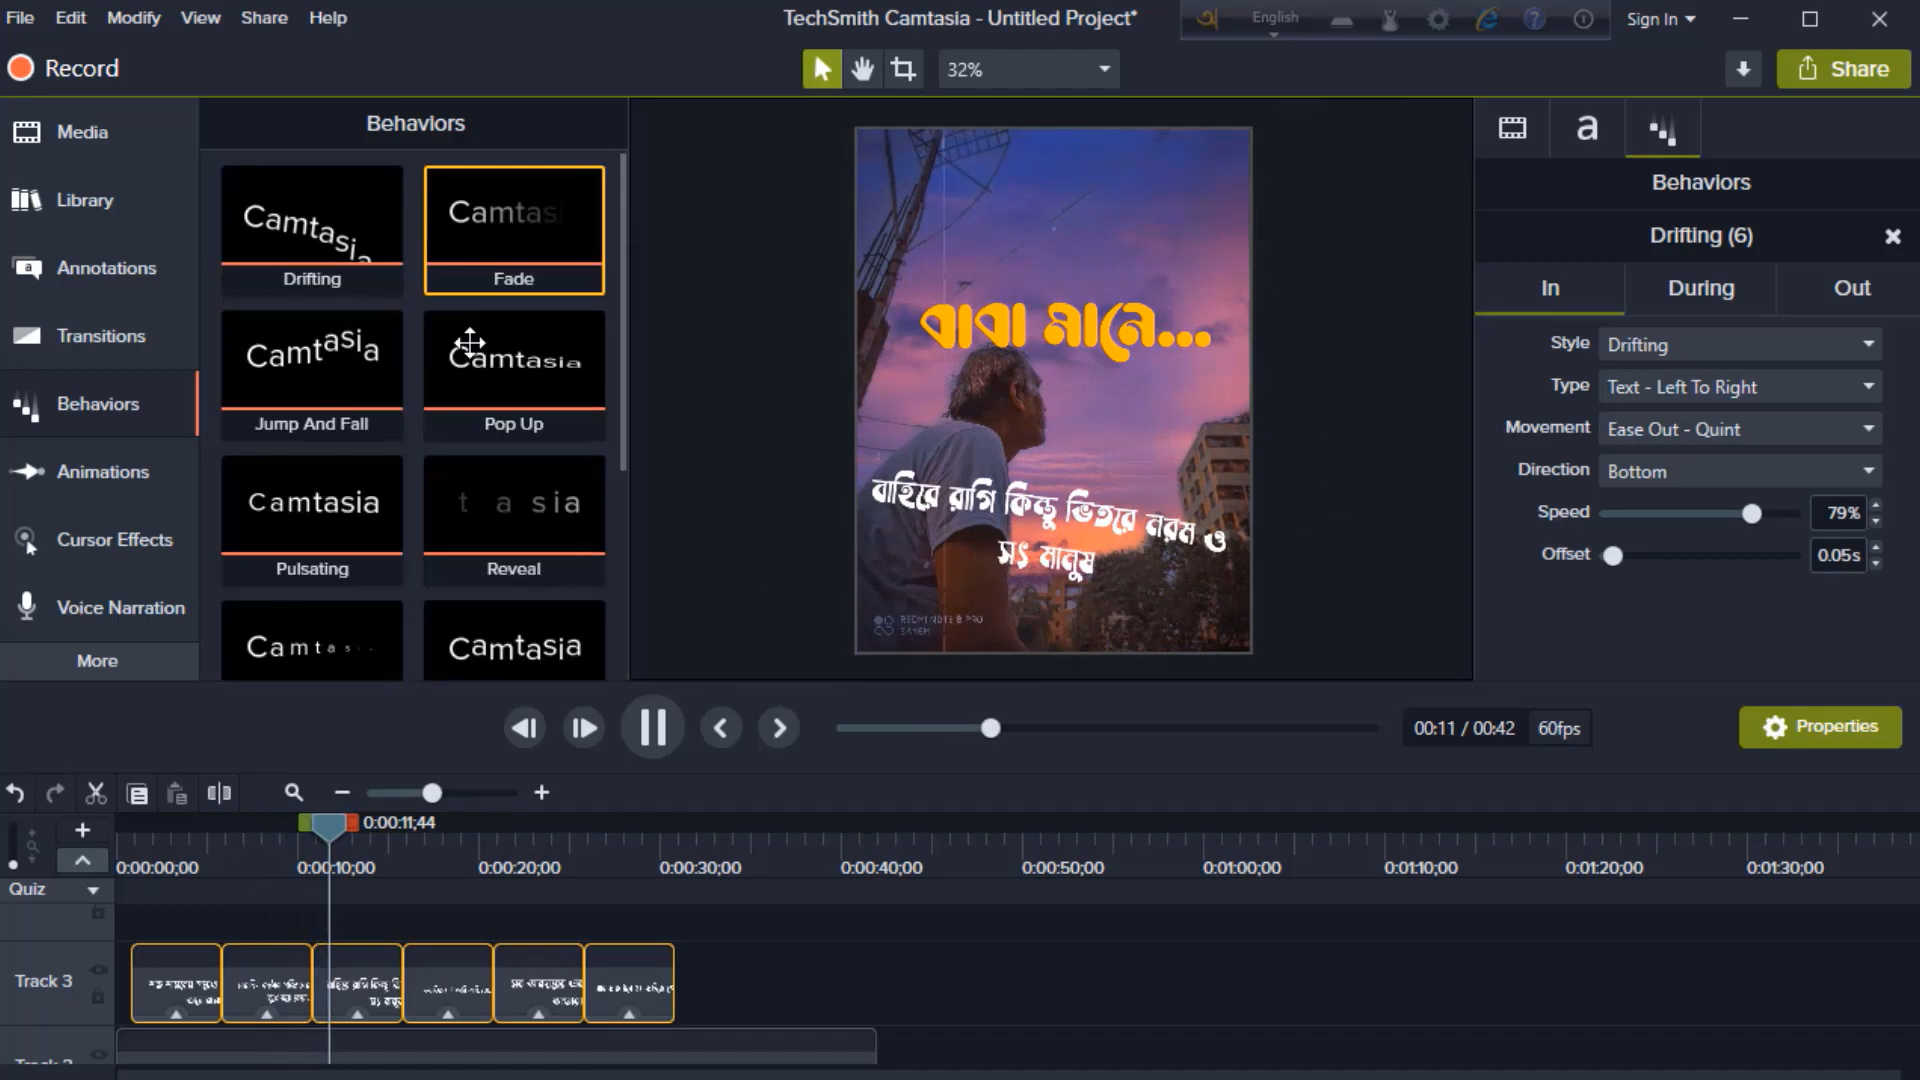 File Edit Modify View Share Help
TechSmith Camtasia - Untitled Project*
English
Sign In
Record
32%
Share
Media
Library
Annotations
Transitions
Behaviors
Animations
Cursor Effects
Voice Narration
More
Behaviors
Camtasia
Drifting
Camtasi
Fade
Camtasia
Jump And Fall
Camtasia
Pop Up
Camtasia
Pulsating
t a sia
Reveal
Camtas
Camtasia
বাবা মানে...
বাহিরে রাগি কিন্তু ভিতরে নরম ও
সৎ মানুষ
REDMI NOTE 8 PRO
SAYEM
a
Behaviors
Drifting (6)
In During Out
Style Drifting
Type Text - Left To Right
Movement Ease Out - Quint
Direction Bottom
Speed 79%
Offset 0.05s
00:11 / 00:42 60fps
Properties
0:00:11;44
0:00:00;00 0:00:10;00 0:00:20;00 0:00:30;00 0:00:40;00 0:00:50;00 0:01:00;00 0:01:10;00 0:01:20;00 0:01:30;00
Quiz
Track 3